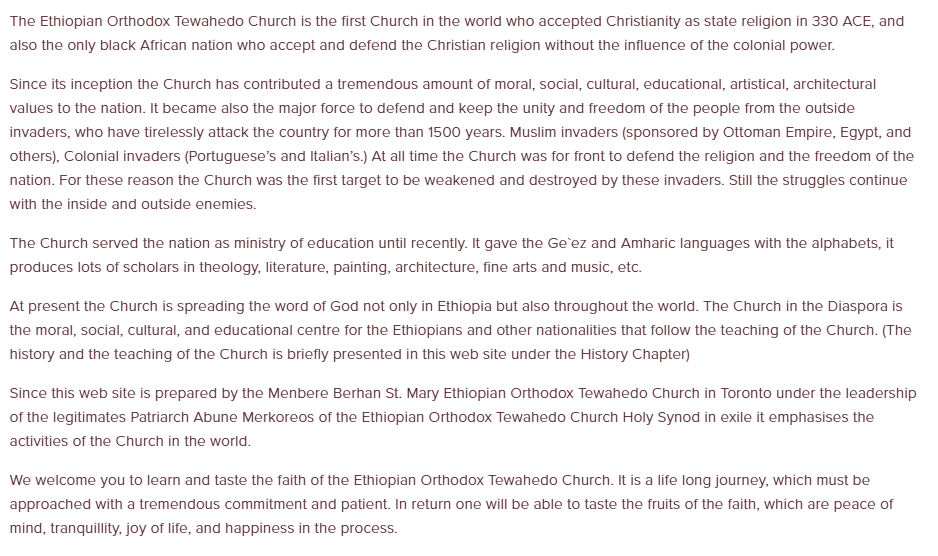 The Ethiopian Orthodox Tewahedo Church is the first Church in the world who accepted Christianity as state religion in 330 ACE, and
also the only black African nation who accept and defend the Christian religion without the influence of the colonial power.
Since its inception the Church has contributed a tremendous amount of moral, social, cultural, educational, artistical, architectural
values to the nation. It became also the major force to defend and keep the unity and freedom of the people from the outside
invaders, who have tirelessly attack the country for more than 1500 years. Muslim invaders (sponsored by Ottoman Empire, Egypt, and
others), Colonial invaders (Portuguese's and Italian's.) At all time the Church was for front to defend the religion and the freedom of the
nation. For these reason the Church was the first target to be weakened and destroyed by these invaders. Still the struggles continue
with the inside and outside enemies.
The Church served the nation as ministry of education until recently. It gave the Ge`ez and Amharic languages with the alphabets, it
produces lots of scholars in theology, literature, painting, architecture, fine arts and music, etc.
At present the Church is spreading the word of God not only in Ethiopia but also throughout the world. The Church in the Diaspora is
the moral, social, cultural, and educational centre for the Ethiopians and other nationalities that follow the teaching of the Church. (The
history and the teaching of the Church is briefly presented in this web site under the History Chapter)
Since this web site is prepared by the Menbere Berhan St. Mary Ethiopian Orthodox Tewahedo Church in Toronto under the leadership
of the legitimates Patriarch Abune Merkoreos of the Ethiopian Orthodox Tewahedo Church Holy Synod in exile it emphasises the
activities of the Church in the world.
We welcome you to learn and taste the faith of the Ethiopian Orthodox Tewahedo Church. It is a life long journey, which must be
approached with a tremendous commitment and patient. In return one will be able to taste the fruits of the faith, which are peace of
mind, tranquillity, joy of life, and happiness in the process.